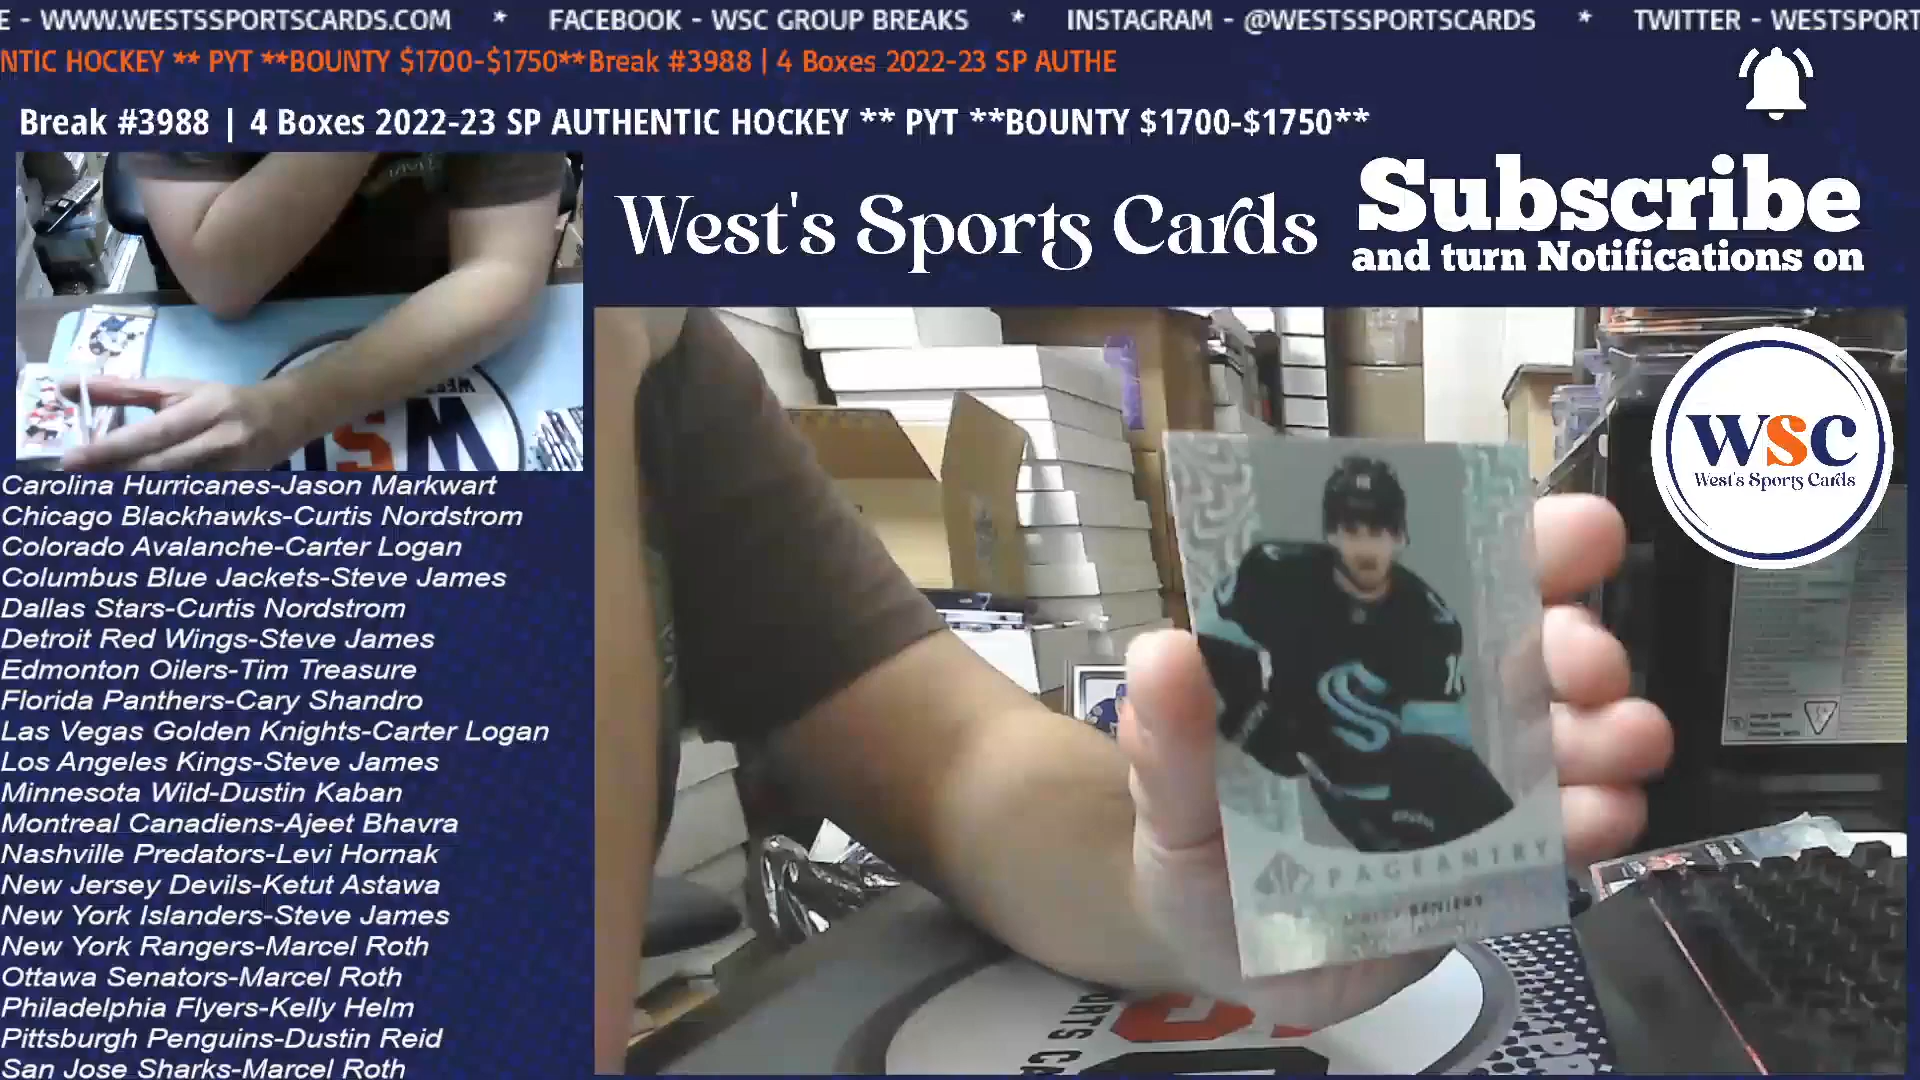 E - WWW.WESTSSPORTSCARDS.COM * FACEBOOK - WSC GROUP BREAKS * INSTAGRAM - @WESTSSPORTSCARDS * TWITTER - WESTSPORT
NTIC HOCKEY ** PYT **BOUNTY $1700-$1750**Break #3988 | 4 Boxes 2022-23 SP AUTHE
Break #3988 | 4 Boxes 2022-23 SP AUTHENTIC HOCKEY ** PYT **BOUNTY $1700-$1750**
West's Sports Cards
Subscribe
and turn Notifications on
WSC
West's Sports Cards
WSC
Carolina Hurricanes-Jason Markwart
Chicago Blackhawks-Curtis Nordstrom
Colorado Avalanche-Carter Logan
Columbus Blue Jackets-Steve James
Dallas Stars-Curtis Nordstrom
Detroit Red Wings-Steve James
Edmonton Oilers-Tim Treasure
Florida Panthers-Cary Shandro
Las Vegas Golden Knights-Carter Logan
Los Angeles Kings-Steve James
Minnesota Wild-Dustin Kaban
Montreal Canadiens-Ajeet Bhavra
Nashville Predators-Levi Hornak
New Jersey Devils-Ketut Astawa
New York Islanders-Steve James
New York Rangers-Marcel Roth
Ottawa Senators-Marcel Roth
Philadelphia Flyers-Kelly Helm
Pittsburgh Penguins-Dustin Reid
San Jose Sharks-Marcel Roth
PAGEANTRY
BENIERS